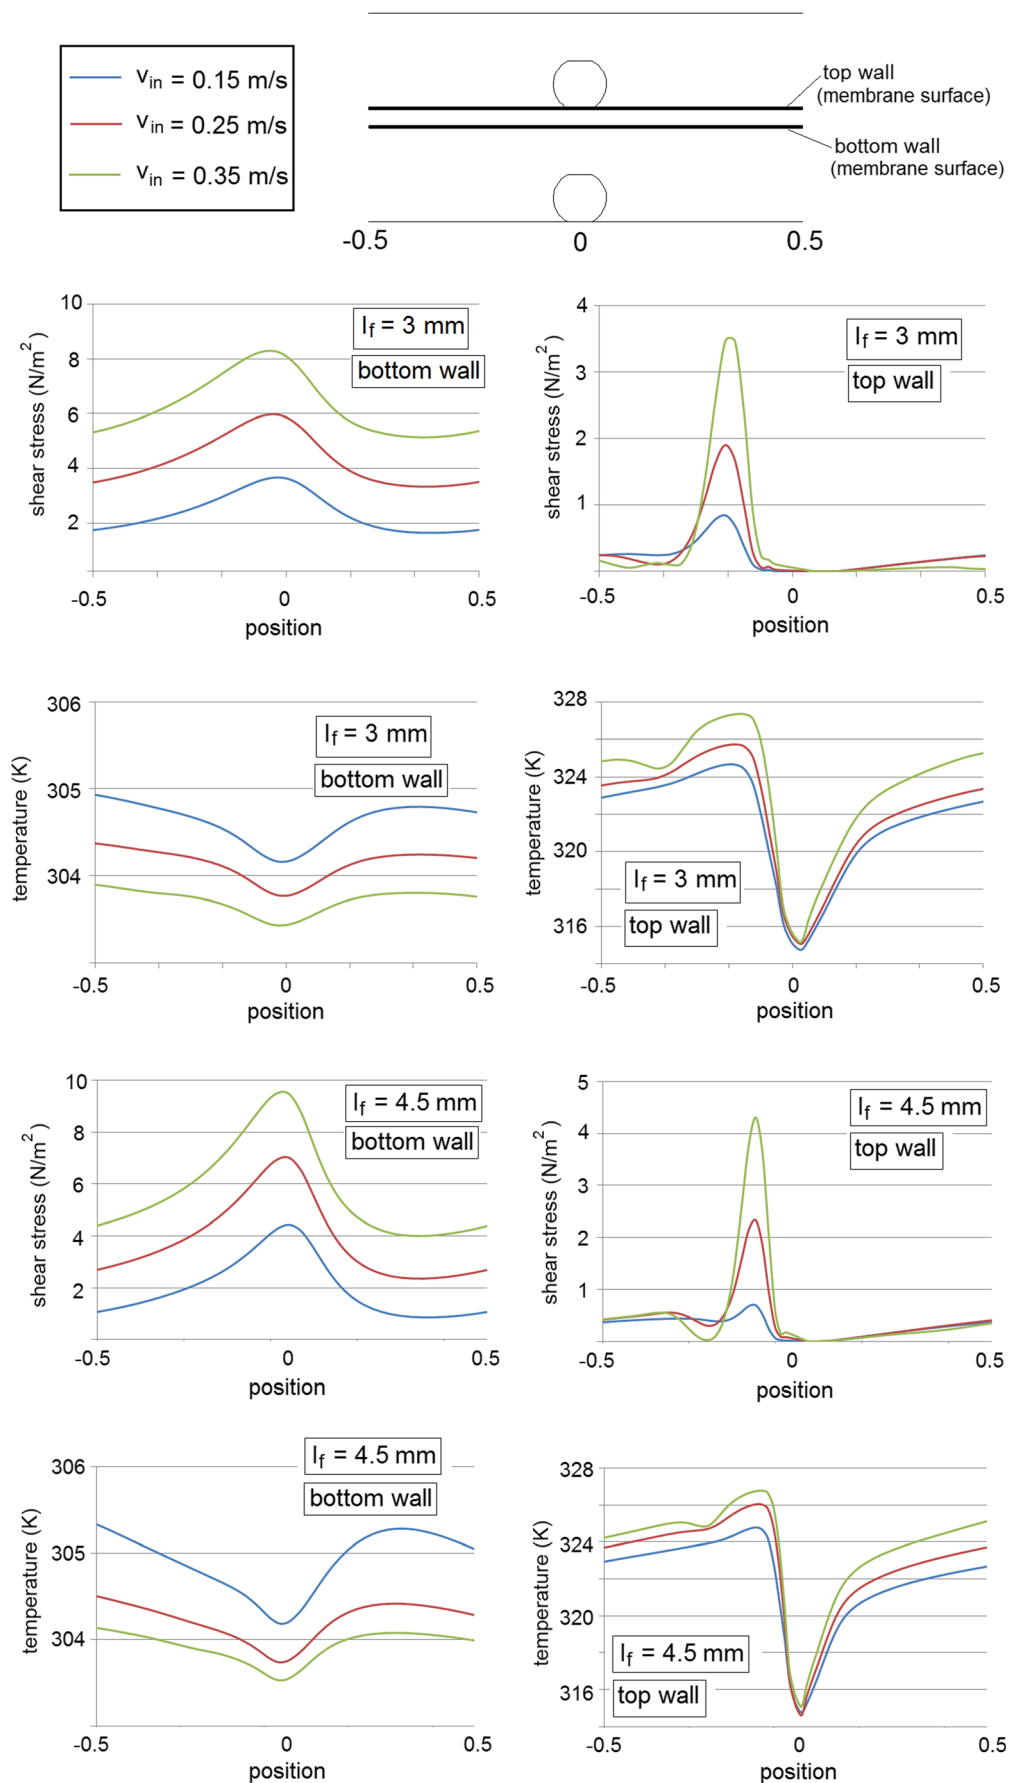 v_in = 0.15 m/s
v_in = 0.25 m/s
v_in = 0.35 m/s
top wall
(membrane surface)
bottom wall
(membrane surface)
-0.5 0 0.5
10
8
6
4
2
shear stress (N/m²)
l_f = 3 mm
bottom wall
-0.5 0 0.5
position
4
3
2
1
shear stress (N/m²)
l_f = 3 mm
top wall
-0.5 0 0.5
position
306
305
304
temperature (K)
l_f = 3 mm
bottom wall
-0.5 0 0.5
position
328
324
320
316
temperature (K)
l_f = 3 mm
top wall
-0.5 0 0.5
position
10
8
6
4
2
shear stress (N/m²)
l_f = 4.5 mm
bottom wall
-0.5 0 0.5
position
5
4
3
2
1
shear stress (N/m²)
l_f = 4.5 mm
top wall
-0.5 0 0.5
position
306
305
304
temperature (K)
l_f = 4.5 mm
bottom wall
-0.5 0 0.5
position
328
324
320
316
temperature (K)
l_f = 4.5 mm
top wall
-0.5 0 0.5
position